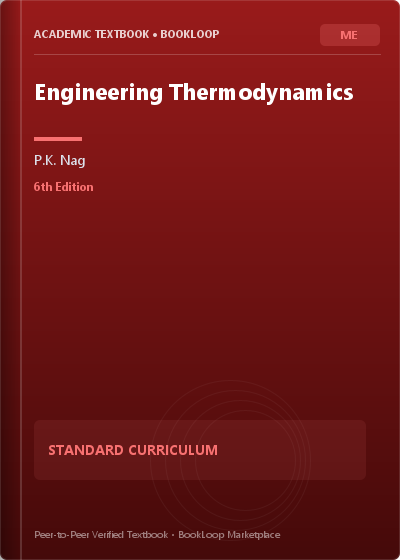 ACADEMIC TEXTBOOK • BOOKLOOP
ME
Engineering Thermodynamics
P.K. Nag
6th Edition
STANDARD CURRICULUM
Peer-to-Peer Verified Textbook • BookLoop Marketplace